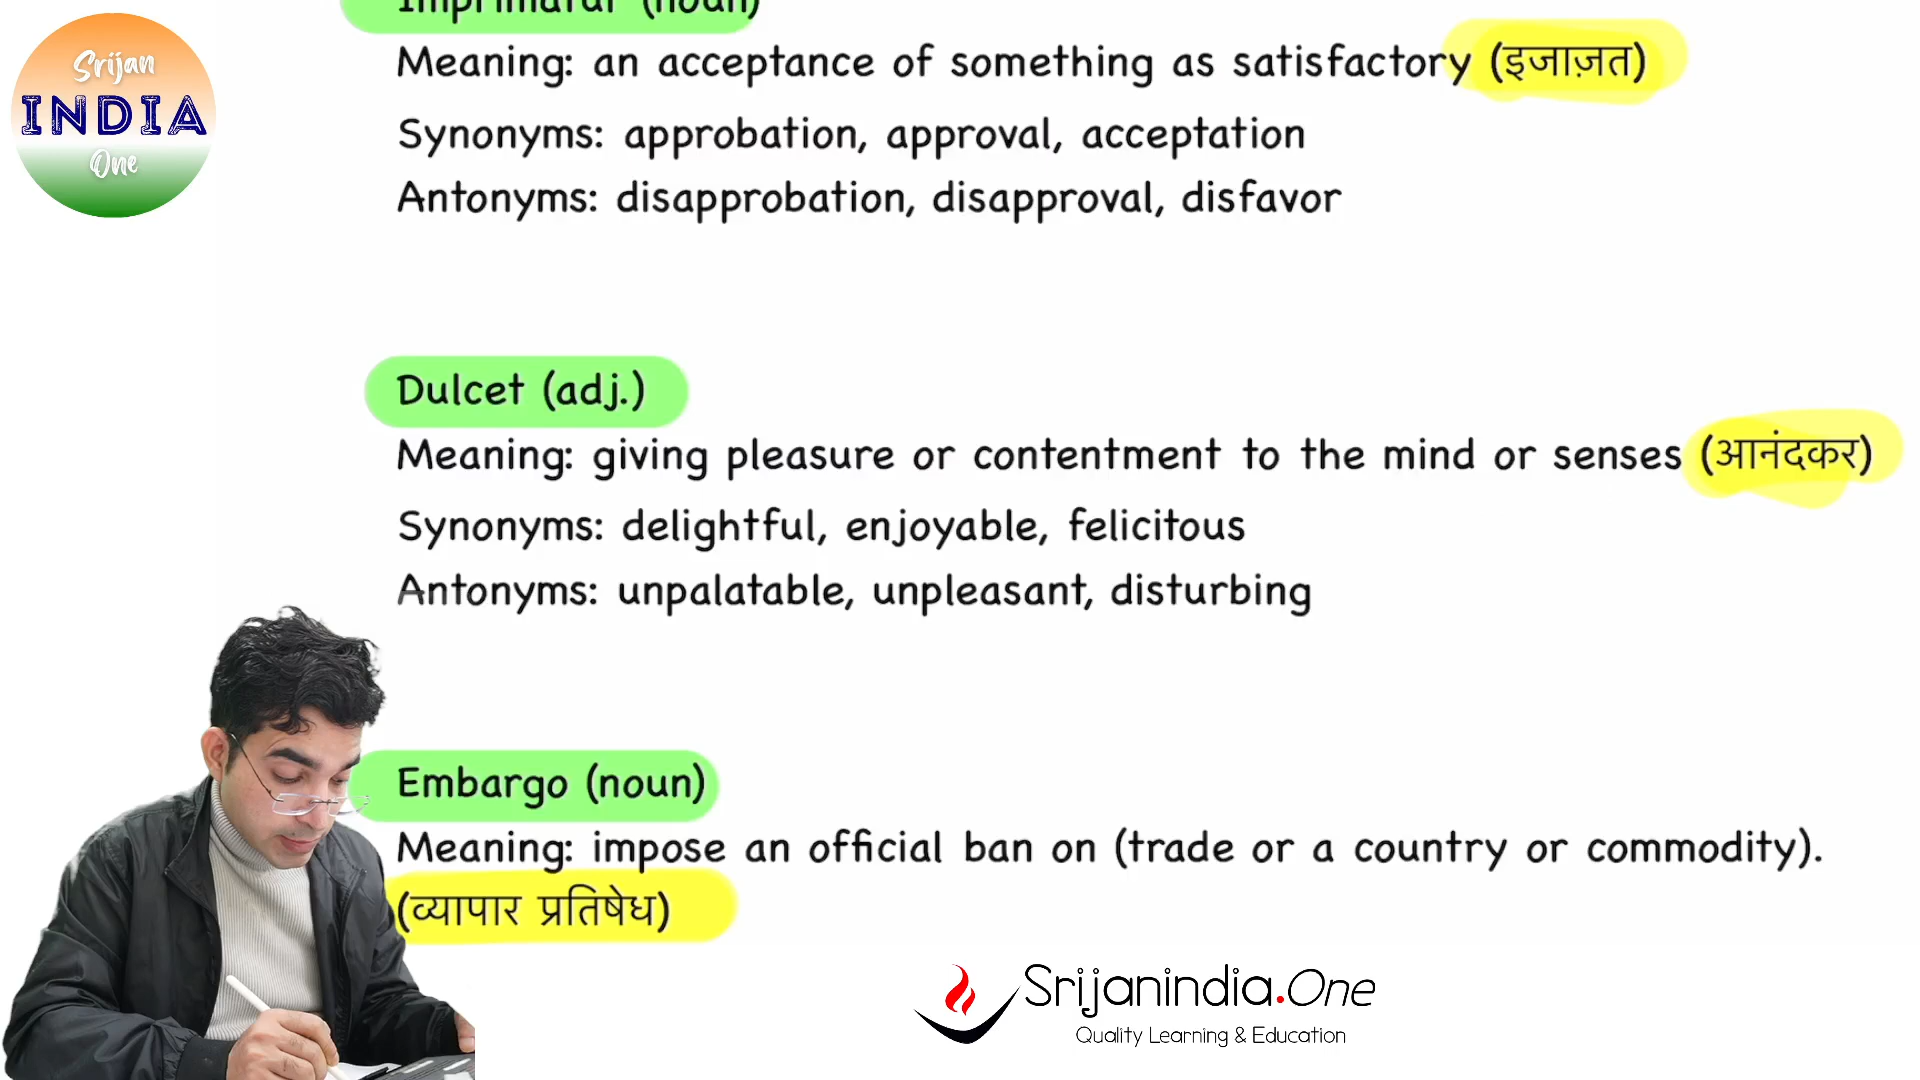 Imprimatur (noun)
Srijan
INDIA
One
Meaning: an acceptance of something as satisfactory (इजाज़त)
Synonyms: approbation, approval, acceptation
Antonyms: disapprobation, disapproval, disfavor
Dulcet (adj.)
Meaning: giving pleasure or contentment to the mind or senses (आनंदकर)
Synonyms: delightful, enjoyable, felicitous
Antonyms: unpalatable, unpleasant, disturbing
Embargo (noun)
Meaning: impose an official ban on (trade or a country or commodity).
(व्यापार प्रतिषेध)
Srijanindia.One
Quality Learning & Education